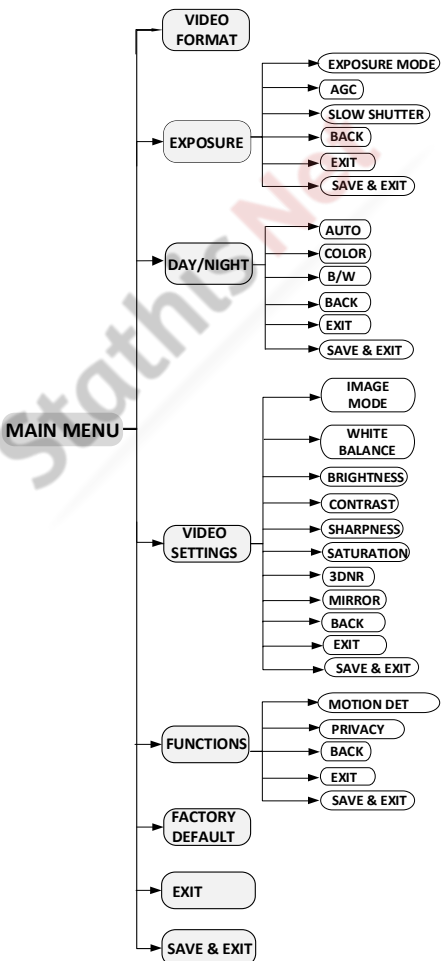 VIDEO
FORMAT
EXPOSURE
EXPOSURE MODE
AGC
SLOW SHUTTER
BACK
EXIT
SAVE & EXIT
DAY/NIGHT
AUTO
COLOR
B/W
BACK
EXIT
SAVE & EXIT
MAIN MENU
VIDEO
SETTINGS
IMAGE
MODE
WHITE
BALANCE
BRIGHTNESS
CONTRAST
SHARPNESS
SATURATION
3DNR
MIRROR
BACK
EXIT
SAVE & EXIT
FUNCTIONS
MOTION DET
PRIVACY
BACK
EXIT
SAVE & EXIT
FACTORY
DEFAULT
EXIT
SAVE & EXIT
StathisNet